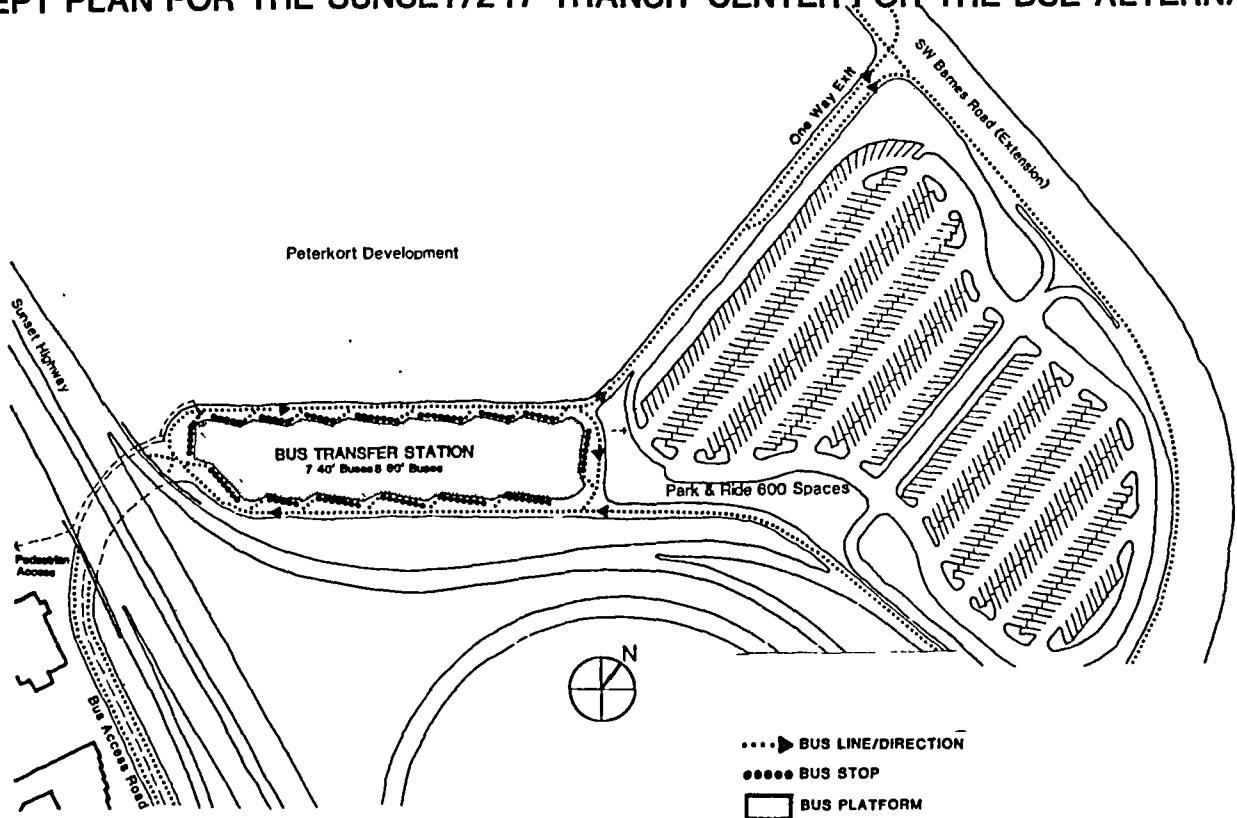 EPT PLAN FOR THE SUNSET/217 TRANSIT CENTER FOR THE BSE ALTERNA
SW Barnes Road (Extension)
One Way Exit
Peterkort Development
Sunset Highway
BUS TRANSFER STATION
7 40' Buses 8 60' Buses
Park & Ride 600 Spaces
Pedestrian
Access
Bus Access Road
N
BUS LINE/DIRECTION
BUS STOP
BUS PLATFORM